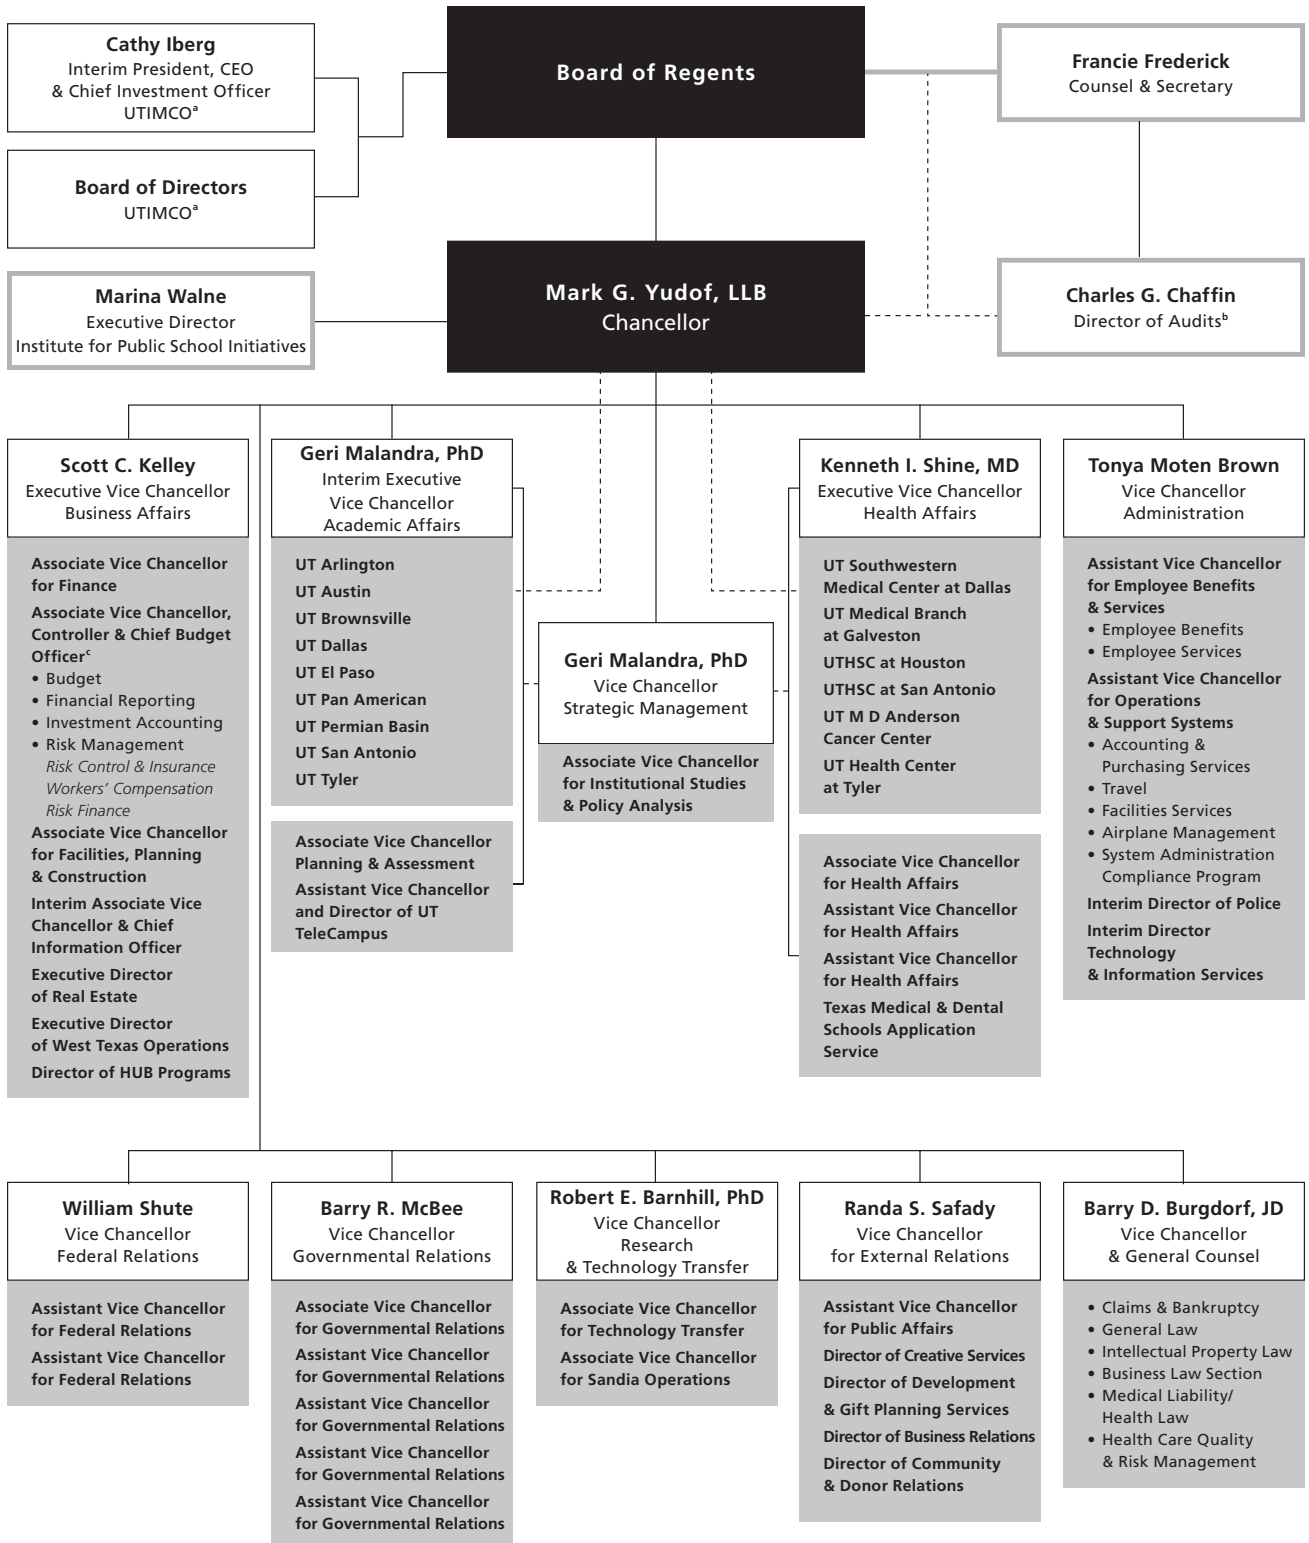 Cathy Iberg
Interim President, CEO
& Chief Investment Officer
UTIMCOᵃ
Board of Regents
Francie Frederick
Counsel & Secretary
Board of Directors
UTIMCOᵃ
Marina Walne
Executive Director
Institute for Public School Initiatives
Mark G. Yudof, LLB
Chancellor
Charles G. Chaffin
Director of Auditsᵇ
Scott C. Kelley
Executive Vice Chancellor
Business Affairs
Associate Vice Chancellor
for Finance
Associate Vice Chancellor,
Controller & Chief Budget
Officerᶜ
• Budget
• Financial Reporting
• Investment Accounting
• Risk Management
Risk Control & Insurance
Workers’ Compensation
Risk Finance
Associate Vice Chancellor
for Facilities, Planning
& Construction
Interim Associate Vice
Chancellor & Chief
Information Officer
Executive Director
of Real Estate
Executive Director
of West Texas Operations
Director of HUB Programs
Geri Malandra, PhD
Interim Executive
Vice Chancellor
Academic Affairs
UT Arlington
UT Austin
UT Brownsville
UT Dallas
UT El Paso
UT Pan American
UT Permian Basin
UT San Antonio
UT Tyler
Associate Vice Chancellor
Planning & Assessment
Assistant Vice Chancellor
and Director of UT
TeleCampus
Geri Malandra, PhD
Vice Chancellor
Strategic Management
Associate Vice Chancellor
for Institutional Studies
& Policy Analysis
Kenneth I. Shine, MD
Executive Vice Chancellor
Health Affairs
UT Southwestern
Medical Center at Dallas
UT Medical Branch
at Galveston
UTHSC at Houston
UTHSC at San Antonio
UT M D Anderson
Cancer Center
UT Health Center
at Tyler
Associate Vice Chancellor
for Health Affairs
Assistant Vice Chancellor
for Health Affairs
Assistant Vice Chancellor
for Health Affairs
Texas Medical & Dental
Schools Application
Service
Tonya Moten Brown
Vice Chancellor
Administration
Assistant Vice Chancellor
for Employee Benefits
& Services
• Employee Benefits
• Employee Services
Assistant Vice Chancellor
for Operations
& Support Systems
• Accounting &
Purchasing Services
• Travel
• Facilities Services
• Airplane Management
• System Administration
Compliance Program
Interim Director of Police
Interim Director
Technology
& Information Services
William Shute
Vice Chancellor
Federal Relations
Assistant Vice Chancellor
for Federal Relations
Assistant Vice Chancellor
for Federal Relations
Barry R. McBee
Vice Chancellor
Governmental Relations
Associate Vice Chancellor
for Governmental Relations
Assistant Vice Chancellor
for Governmental Relations
Assistant Vice Chancellor
for Governmental Relations
Assistant Vice Chancellor
for Governmental Relations
Assistant Vice Chancellor
for Governmental Relations
Robert E. Barnhill, PhD
Vice Chancellor
Research
& Technology Transfer
Associate Vice Chancellor
for Technology Transfer
Associate Vice Chancellor
for Sandia Operations
Randa S. Safady
Vice Chancellor
for External Relations
Assistant Vice Chancellor
for Public Affairs
Director of Creative Services
Director of Development
& Gift Planning Services
Director of Business Relations
Director of Community
& Donor Relations
Barry D. Burgdorf, JD
Vice Chancellor
& General Counsel
• Claims & Bankruptcy
• General Law
• Intellectual Property Law
• Business Law Section
• Medical Liability/
Health Law
• Health Care Quality
& Risk Management